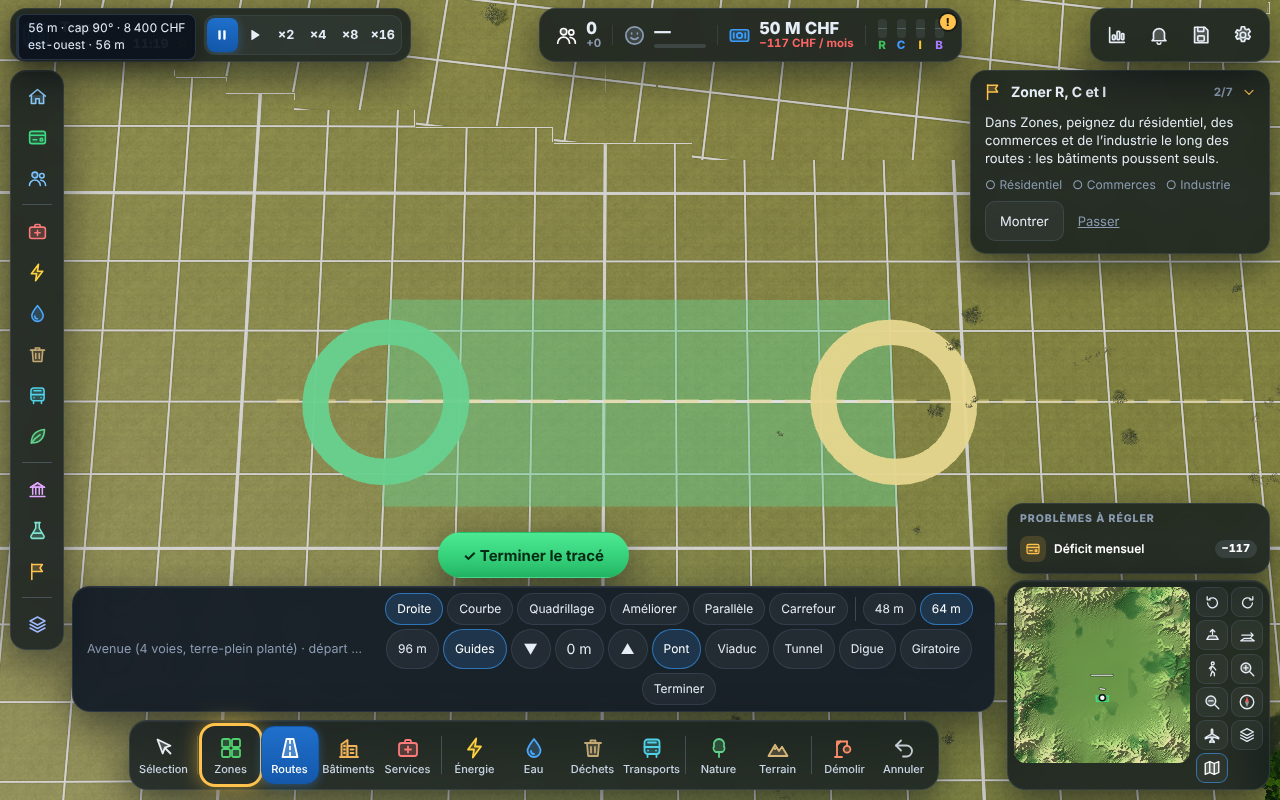 56 m · cap 90° · 8 400 CHF
est-ouest · 56 m
×2
×4
×8
×16
0
+0
—
50 M CHF
−117 CHF / mois
R
C
I
B
!
Zoner R, C et I
2/7
Dans Zones, peignez du résidentiel, des
commerces et de l’industrie le long des
routes : les bâtiments poussent seuls.
Résidentiel
Commerces
Industrie
Montrer
Passer
PROBLÈMES À RÉGLER
Déficit mensuel
−117
✓ Terminer le tracé
Droite
Courbe
Quadrillage
Améliorer
Parallèle
Carrefour
48 m
64 m
Avenue (4 voies, terre-plein planté) · départ ...
96 m
Guides
▼
0 m
▲
Pont
Viaduc
Tunnel
Digue
Giratoire
Terminer
Sélection
Zones
Routes
Bâtiments
Services
Énergie
Eau
Déchets
Transports
Nature
Terrain
Démolir
Annuler